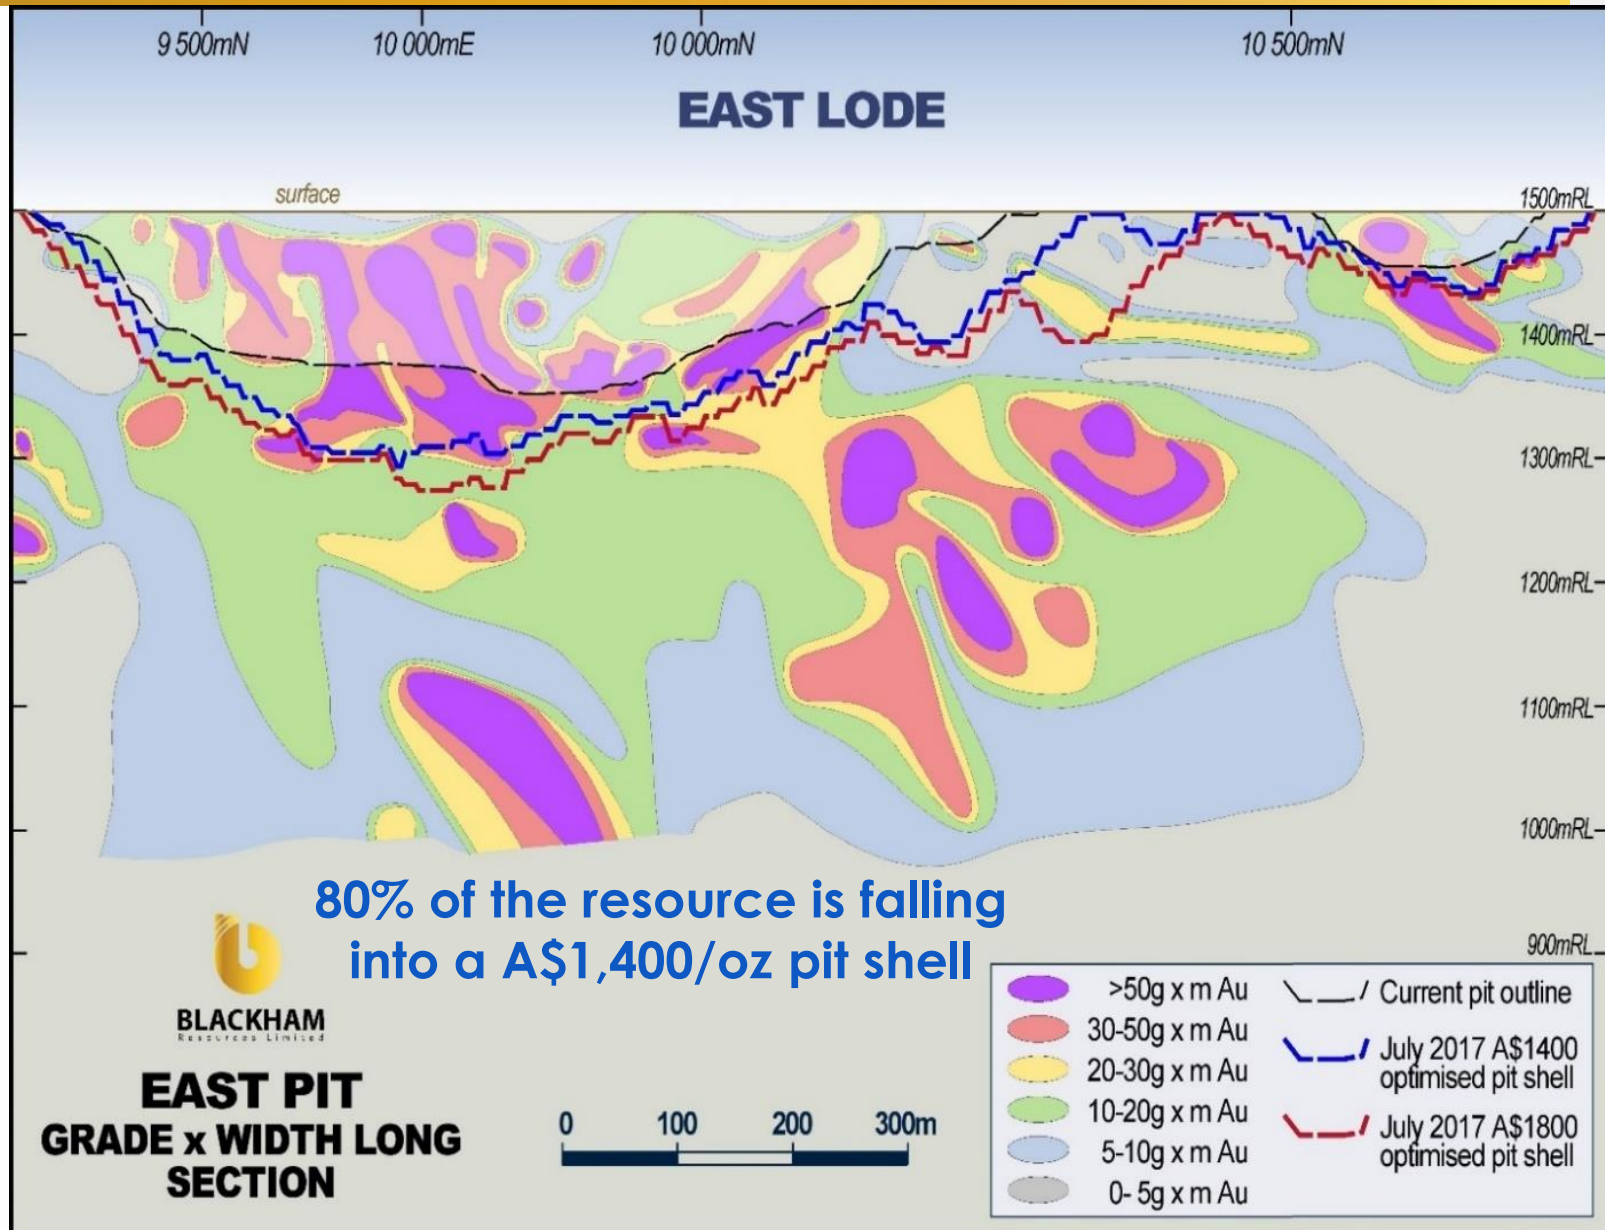 9 500mN
10 000mE
10 000mN
10 500mN
EAST LODE
surface
1500mRL
1400mRL
1300mRL
1200mRL
1100mRL
1000mRL
900mRL
80% of the resource is falling
into a A$1,400/oz pit shell
BLACKHAM
Resources Limited
EAST PIT
GRADE x WIDTH LONG
SECTION
0 100 200 300m
>50g x m Au
30-50g x m Au
20-30g x m Au
10-20g x m Au
5-10g x m Au
0- 5g x m Au
Current pit outline
July 2017 A$1400
optimised pit shell
July 2017 A$1800
optimised pit shell